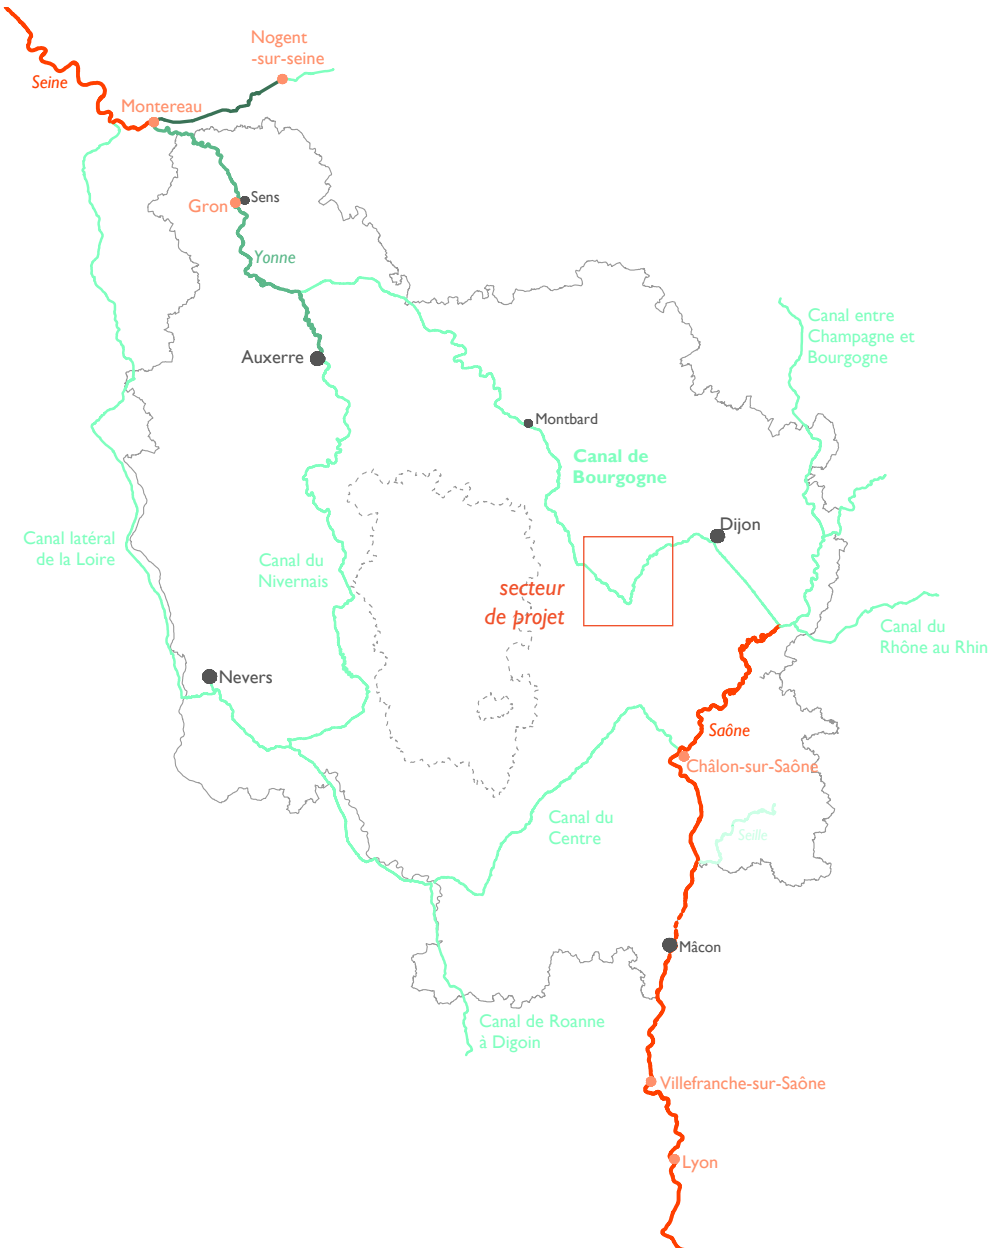 Nogent
-sur-seine
Seine
Montereau
Sens
Gron
Yonne
Canal entre
Champagne et
Bourgogne
Auxerre
Montbard
Canal de
Bourgogne
Dijon
Canal latéral
de la Loire
Canal du
Nivernais
secteur
de projet
Canal du
Rhône au Rhin
Nevers
Saône
Châlon-sur-Saône
Canal du
Centre
Seille
Mâcon
Canal de Roanne
à Digoin
Villefranche-sur-Saône
Lyon